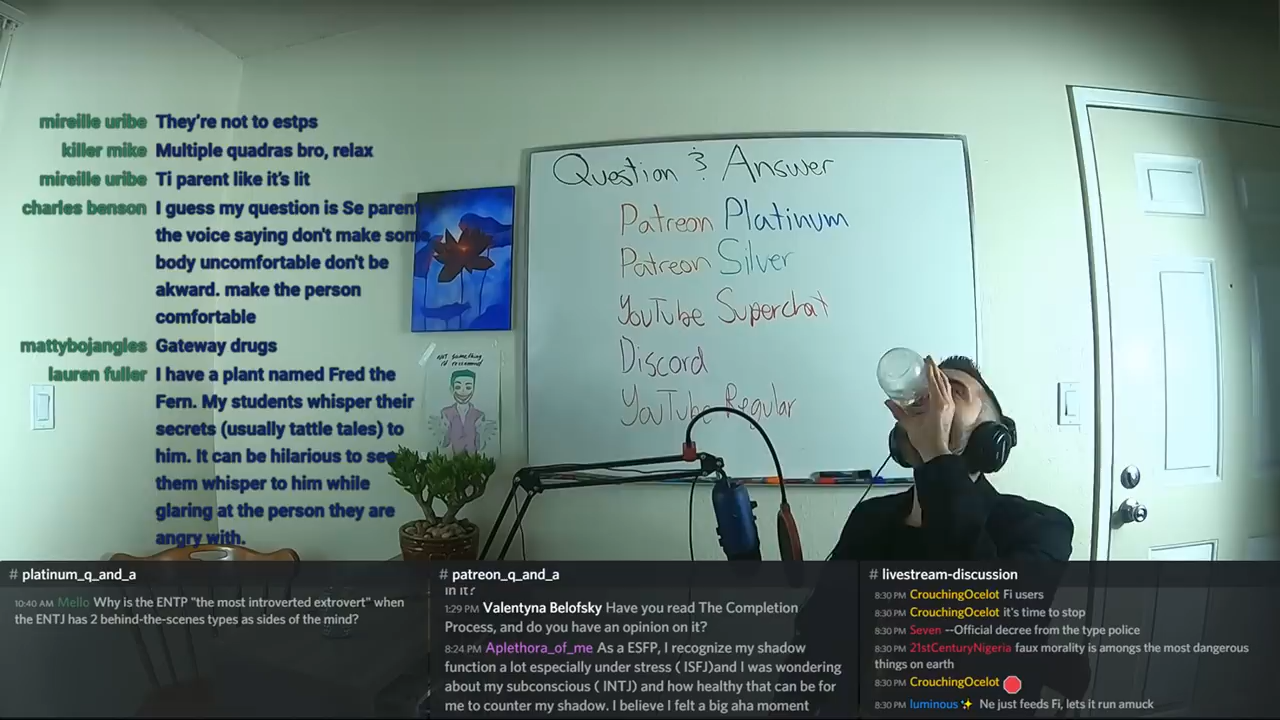 mireille uribe They're not to estps
killer mike Multiple quadras bro, relax
mireille uribe Ti parent like it's lit
charles benson I guess my question is Se parent
the voice saying don't make some
body uncomfortable don't be
akward. make the person
comfortable
mattybojangles Gateway drugs
lauren fuller I have a plant named Fred the
Fern. My students whisper their
secrets (usually tattle tales) to
him. It can be hilarious to see
them whisper to him while
glaring at the person they are
angry with.
Question & Answer
Patreon Platinum
Patreon Silver
YouTube Superchat
Discord
YouTube Regular
# platinum_q_and_a
10:40 AM Mello Why is the ENTP "the most introverted extrovert" when
the ENTJ has 2 behind-the-scenes types as sides of the mind?
# patreon_q_and_a
in it?
1:29 PM Valentyna Belofsky Have you read The Completion
Process, and do you have an opinion on it?
8:24 PM Aplethora_of_me As a ESFP, I recognize my shadow
function a lot especially under stress ( ISFJ)and I was wondering
about my subconscious ( INTJ) and how healthy that can be for
me to counter my shadow. I believe I felt a big aha moment
# livestream-discussion
8:30 PM CrouchingOcelot Fi users
8:30 PM CrouchingOcelot it's time to stop
8:30 PM Seven --Official decree from the type police
8:30 PM 21stCenturyNigeria faux morality is amongs the most dangerous
things on earth
8:30 PM CrouchingOcelot
8:30 PM luminous Ne just feeds Fi, lets it run amuck